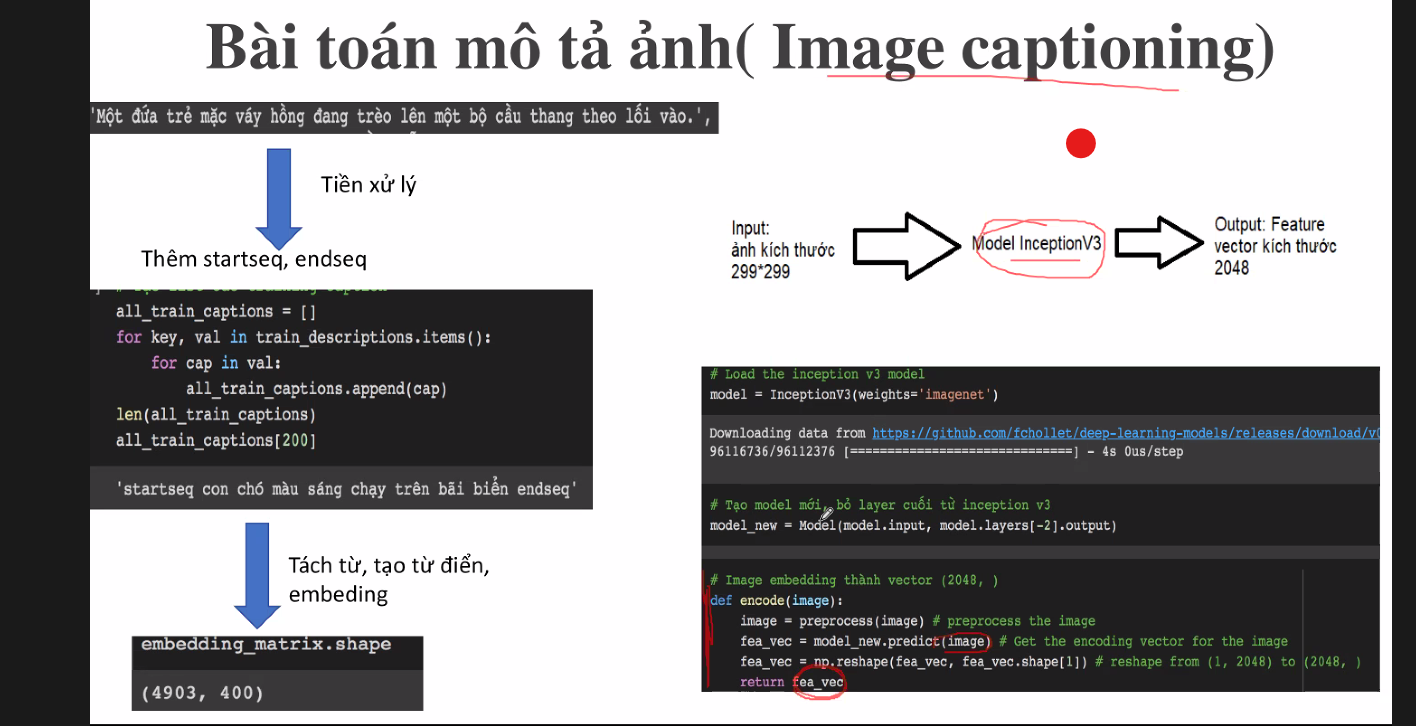 Bài toán mô tả ảnh( Image captioning)
'Một đứa trẻ mặc váy hồng đang trèo lên một bộ cầu thang theo lối vào.',
Tiền xử lý
Thêm startseq, endseq
all_train_captions = []
for key, val in train_descriptions.items():
    for cap in val:
        all_train_captions.append(cap)
len(all_train_captions)
all_train_captions[200]
'startseq con chó màu sáng chạy trên bãi biển endseq'
Tách từ, tạo từ điển,
embeding
embedding_matrix.shape
(4903, 400)
Input:
ảnh kích thước
299*299
Model InceptionV3
Output: Feature
vector kích thước
2048
# Load the inception v3 model
model = InceptionV3(weights='imagenet')
Downloading data from https://github.com/fchollet/deep-learning-models/releases/download/v0
96116736/96112376 [==============================] - 4s 0us/step
# Tạo model mới, bỏ layer cuối từ inception v3
model_new = Model(model.input, model.layers[-2].output)
# Image embedding thành vector (2048, )
def encode(image):
    image = preprocess(image) # preprocess the image
    fea_vec = model_new.predict(image) # Get the encoding vector for the image
    fea_vec = np.reshape(fea_vec, fea_vec.shape[1]) # reshape from (1, 2048) to (2048, )
    return fea_vec